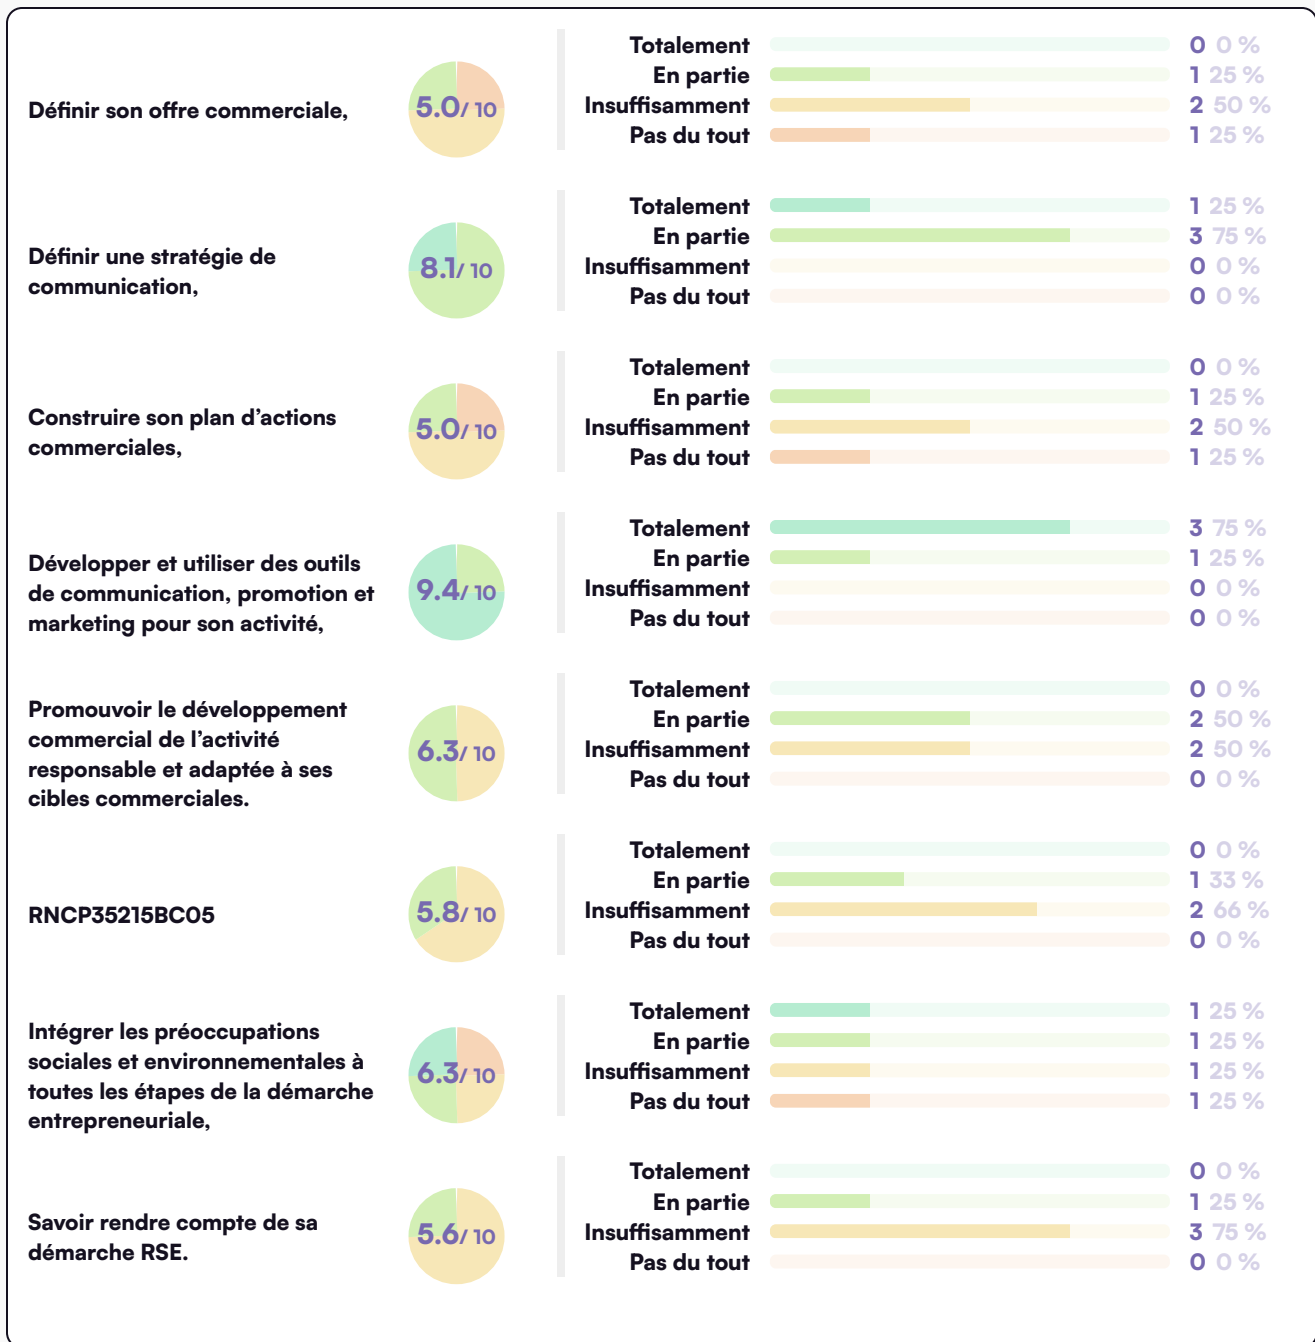 Définir son offre commerciale,
5.0/ 10
Totalement 0 0 %
En partie 1 25 %
Insuffisamment 2 50 %
Pas du tout 1 25 %
Définir une stratégie de
communication,
8.1/ 10
Totalement 1 25 %
En partie 3 75 %
Insuffisamment 0 0 %
Pas du tout 0 0 %
Construire son plan d’actions
commerciales,
5.0/ 10
Totalement 0 0 %
En partie 1 25 %
Insuffisamment 2 50 %
Pas du tout 1 25 %
Développer et utiliser des outils
de communication, promotion et
marketing pour son activité,
9.4/ 10
Totalement 3 75 %
En partie 1 25 %
Insuffisamment 0 0 %
Pas du tout 0 0 %
Promouvoir le développement
commercial de l’activité
responsable et adaptée à ses
cibles commerciales.
6.3/ 10
Totalement 0 0 %
En partie 2 50 %
Insuffisamment 2 50 %
Pas du tout 0 0 %
RNCP35215BC05
5.8/ 10
Totalement 0 0 %
En partie 1 33 %
Insuffisamment 2 66 %
Pas du tout 0 0 %
Intégrer les préoccupations
sociales et environnementales à
toutes les étapes de la démarche
entrepreneuriale,
6.3/ 10
Totalement 1 25 %
En partie 1 25 %
Insuffisamment 1 25 %
Pas du tout 1 25 %
Savoir rendre compte de sa
démarche RSE.
5.6/ 10
Totalement 0 0 %
En partie 1 25 %
Insuffisamment 3 75 %
Pas du tout 0 0 %